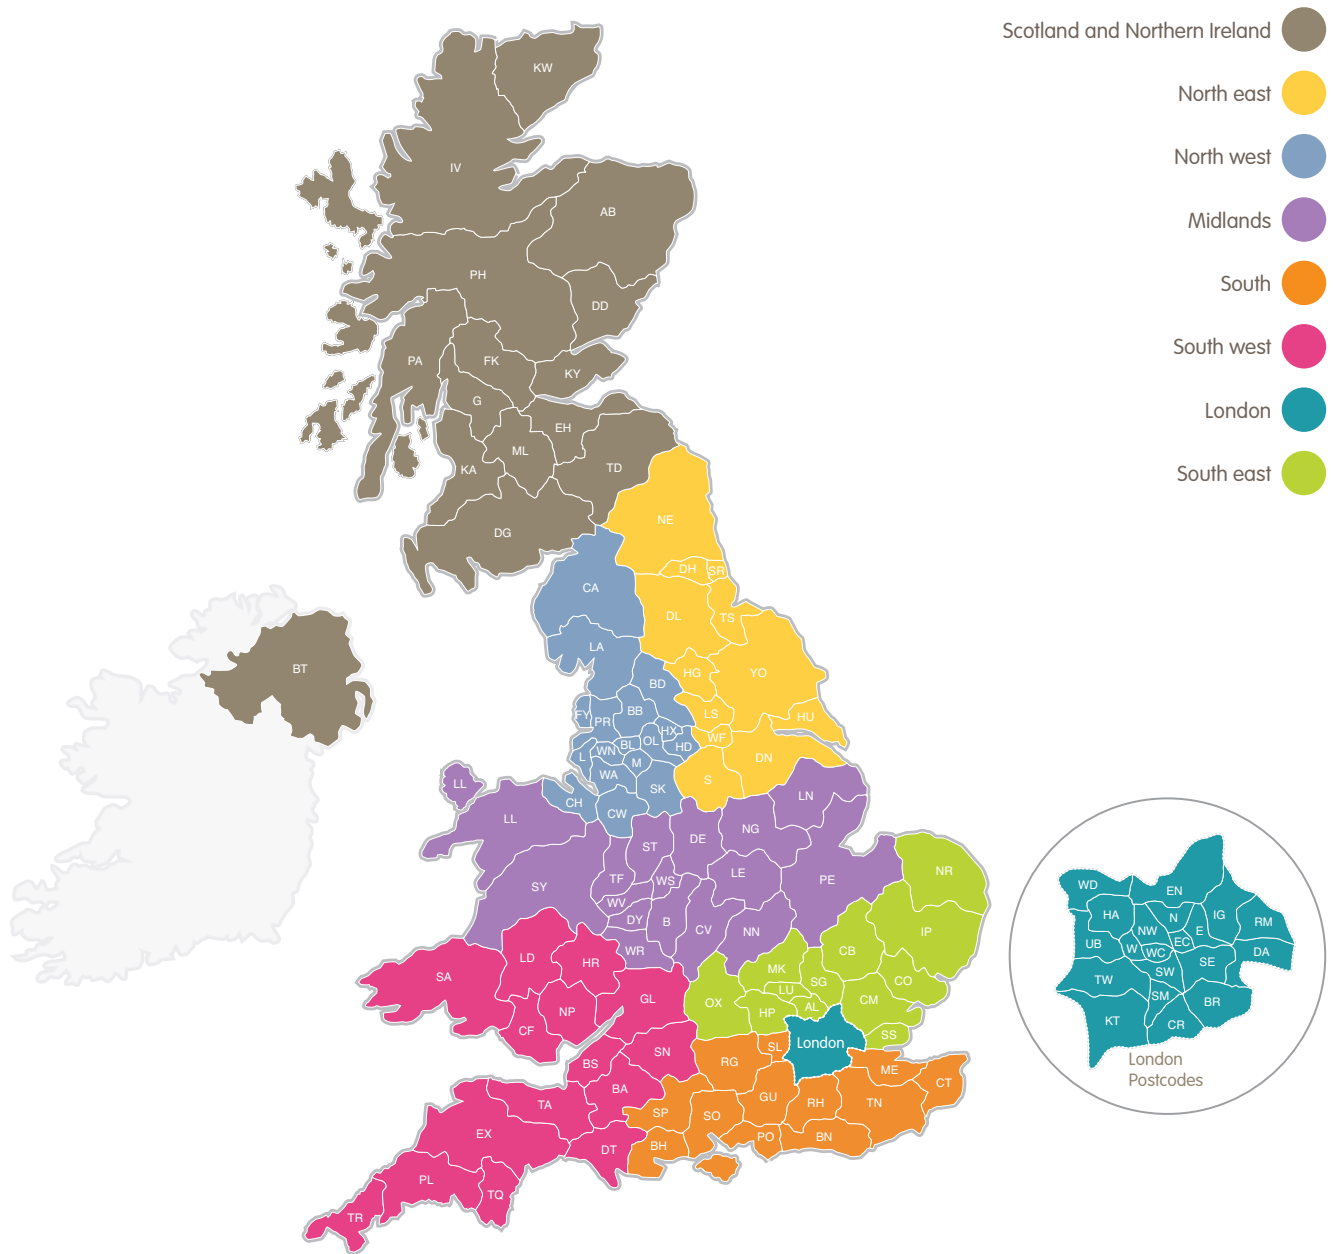 Scotland and Northern Ireland
North east
North west
Midlands
South
South west
London
South east
KW
IV
AB
PH
DD
PA
FK
KY
G
EH
ML
KA
TD
DG
NE
DH
SR
CA
DL
TS
LA
BT
HG
YO
BD
FY
PR
BB
LS
HU
HX
OL
HD
WF
BL
WN
L
M
DN
WA
S
SK
LL
CH
CW
LN
LL
NG
DE
ST
LE
TF
WS
SY
PE
NR
WV
DY
B
CV
NN
IP
WR
CB
LD
HR
SA
MK
SG
CO
LU
GL
OX
CM
NP
HP
AL
CF
SS
London
SL
SN
BS
RG
ME
BA
CT
GU
TA
SP
SO
RH
TN
EX
DT
BH
PO
BN
PL
TQ
TR
WD
EN
HA
N
IG
RM
NW
E
UB
W
WC
EC
DA
SE
TW
SW
SM
BR
KT
CR
London
Postcodes